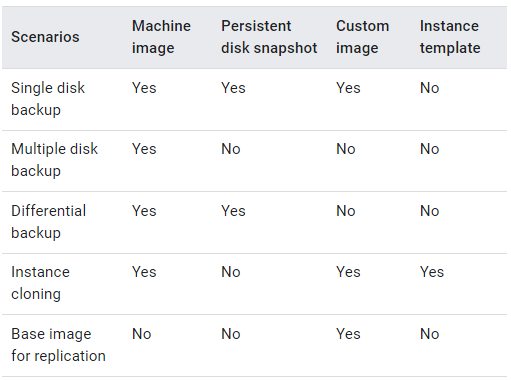 Scenarios Machine image Persistent disk snapshot Custom image Instance template
Single disk backup Yes Yes Yes No
Multiple disk backup Yes No No No
Differential backup Yes Yes No No
Instance cloning Yes No Yes Yes
Base image for replication No No Yes No